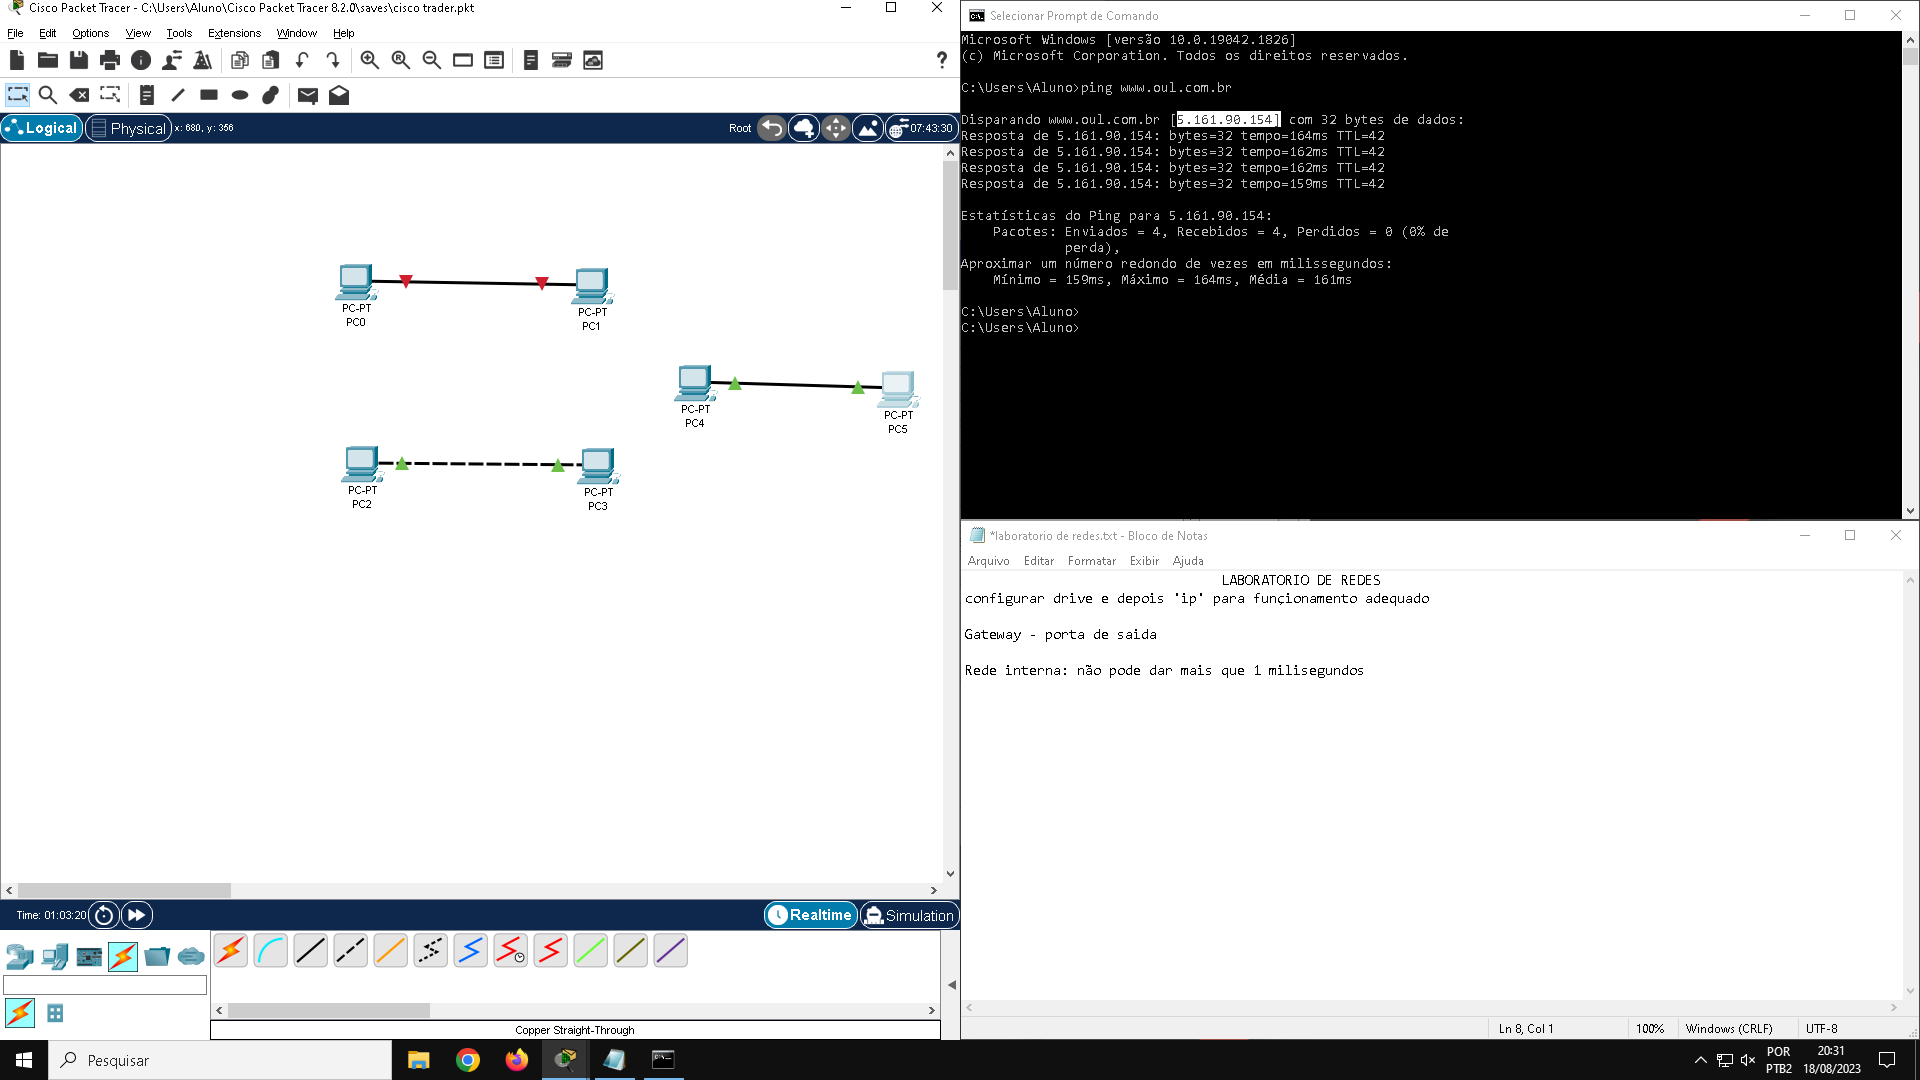 Cisco Packet Tracer - C:\Users\Aluno\Cisco Packet Tracer 8.2.0\saves\cisco trader.pkt
File Edit Options View Tools Extensions Window Help
Logical Physical x: 680, y: 356 Root 07:43:30
PC-PT
PC0
PC-PT
PC1
PC-PT
PC4
PC-PT
PC5
PC-PT
PC2
PC-PT
PC3
Time: 01:03:20 Realtime Simulation
Copper Straight-Through
Selecionar Prompt de Comando
Microsoft Windows [versão 10.0.19042.1826]
(c) Microsoft Corporation. Todos os direitos reservados.
C:\Users\Aluno>ping www.oul.com.br
Disparando www.oul.com.br [5.161.90.154] com 32 bytes de dados:
Resposta de 5.161.90.154: bytes=32 tempo=164ms TTL=42
Resposta de 5.161.90.154: bytes=32 tempo=162ms TTL=42
Resposta de 5.161.90.154: bytes=32 tempo=162ms TTL=42
Resposta de 5.161.90.154: bytes=32 tempo=159ms TTL=42
Estatísticas do Ping para 5.161.90.154:
Pacotes: Enviados = 4, Recebidos = 4, Perdidos = 0 (0% de
perda),
Aproximar um número redondo de vezes em milissegundos:
Mínimo = 159ms, Máximo = 164ms, Média = 161ms
C:\Users\Aluno>
C:\Users\Aluno>
*laboratorio de redes.txt - Bloco de Notas
Arquivo Editar Formatar Exibir Ajuda
LABORATORIO DE REDES
configurar drive e depois 'ip' para funçionamento adequado
Gateway - porta de saida
Rede interna: não pode dar mais que 1 milisegundos
Ln 8, Col 1 100% Windows (CRLF) UTF-8
Pesquisar
POR
PTB2
20:31
18/08/2023